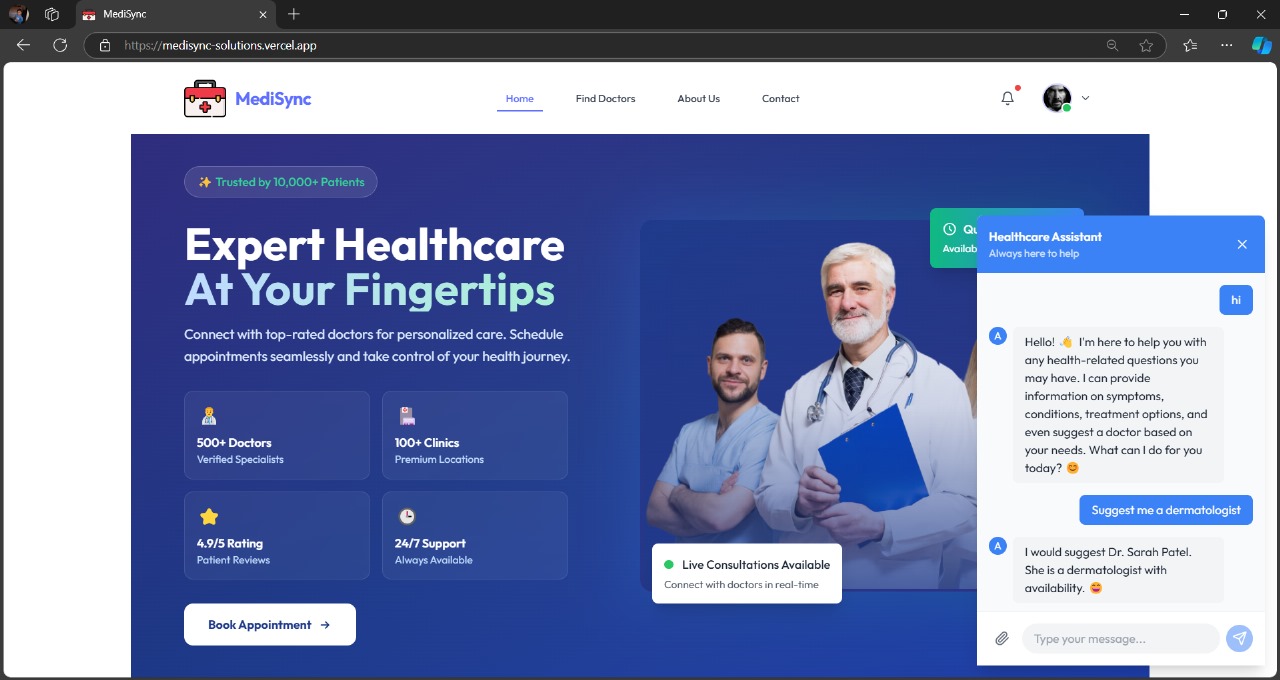 MediSync
https://medisync-solutions.vercel.app
MediSync
Home Find Doctors About Us Contact
✨ Trusted by 10,000+ Patients
Expert Healthcare
At Your Fingertips
Connect with top-rated doctors for personalized care. Schedule
appointments seamlessly and take control of your health journey.
500+ Doctors
Verified Specialists
100+ Clinics
Premium Locations
4.9/5 Rating
Patient Reviews
24/7 Support
Always Available
Book Appointment →
Live Consultations Available
Connect with doctors in real-time
Healthcare Assistant
Always here to help
hi
A
Hello! 👋 I'm here to help you with
any health-related questions you
may have. I can provide
information on symptoms,
conditions, treatment options, and
even suggest a doctor based on
your needs. What can I do for you
today? 😊
Suggest me a dermatologist
A
I would suggest Dr. Sarah Patel.
She is a dermatologist with
availability. 😄
Type your message...